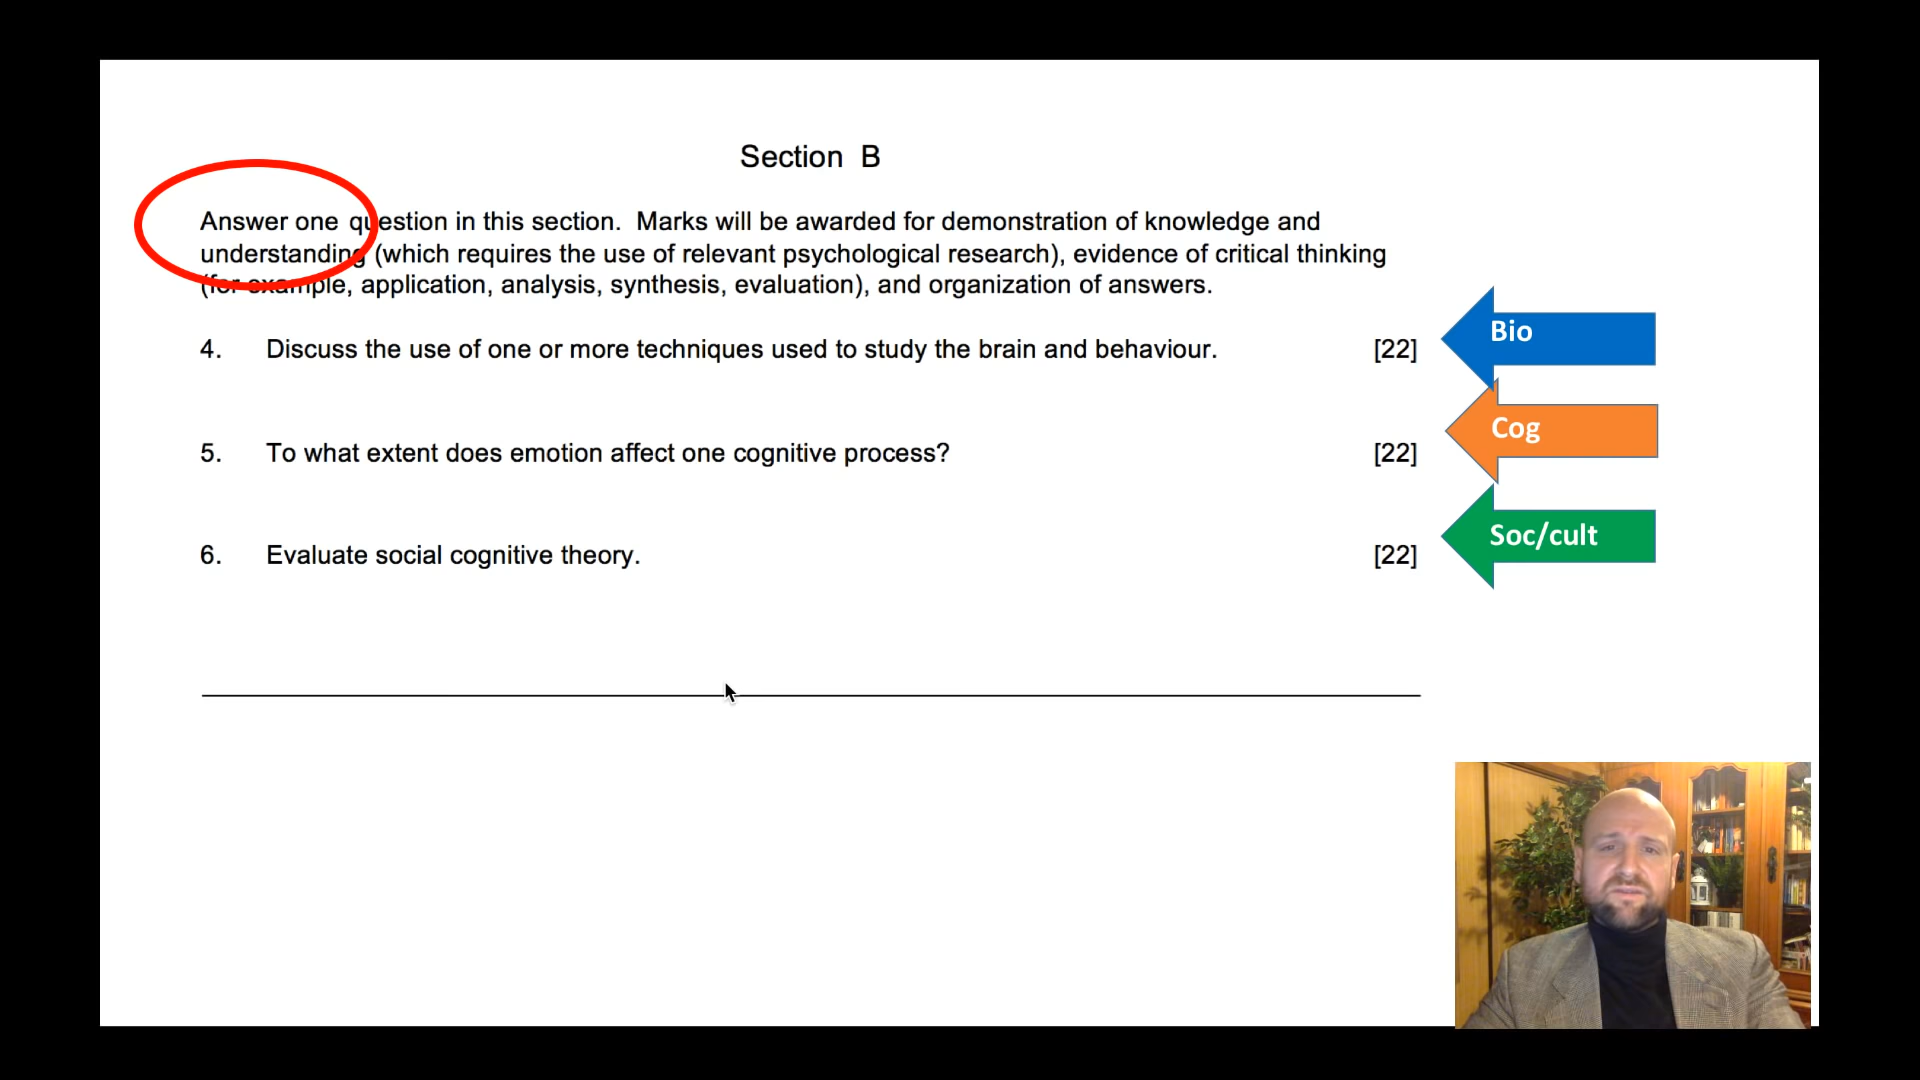 Section B
Answer one question in this section. Marks will be awarded for demonstration of knowledge and
understanding (which requires the use of relevant psychological research), evidence of critical thinking
(for example, application, analysis, synthesis, evaluation), and organization of answers.
4. Discuss the use of one or more techniques used to study the brain and behaviour. [22]
Bio
5. To what extent does emotion affect one cognitive process? [22]
Cog
6. Evaluate social cognitive theory. [22]
Soc/cult